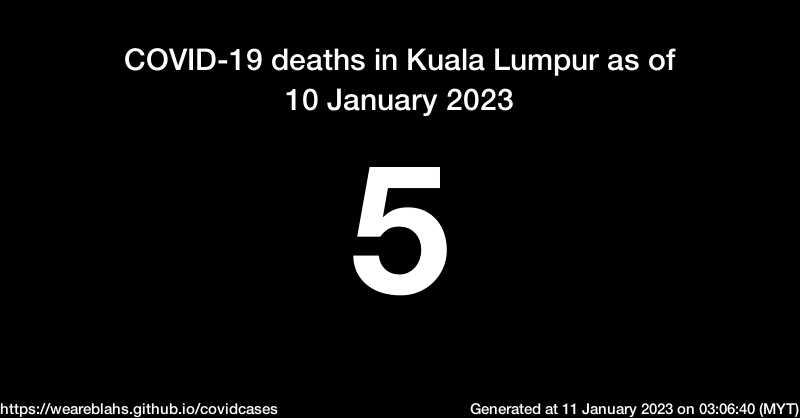 COVID-19 deaths in Kuala Lumpur as of
10 January 2023
5
https://weareblahs.github.io/covidcases
Generated at 11 January 2023 on 03:06:40 (MYT)